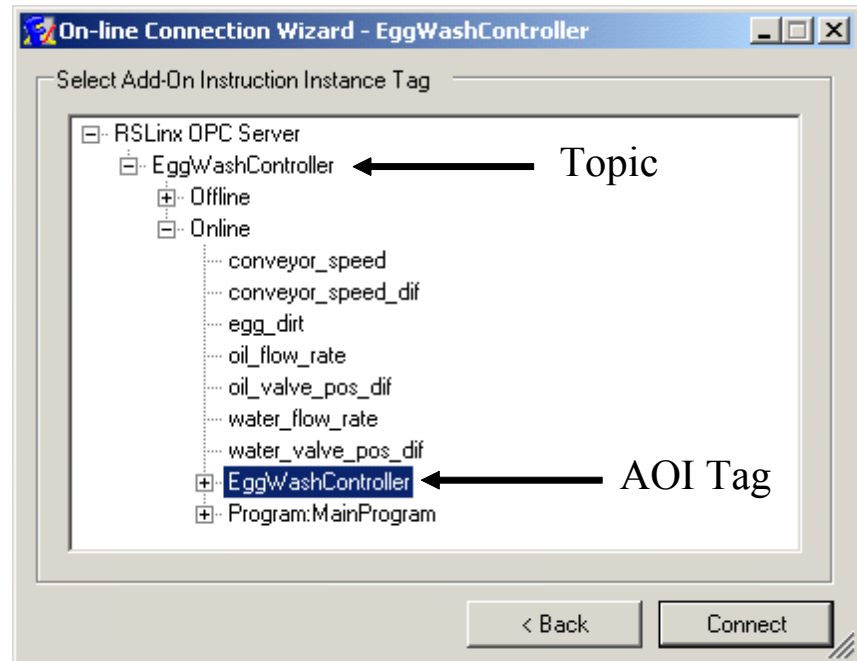 On-line Connection Wizard - EggWashController
Select Add-On Instruction Instance Tag
RSLinx OPC Server
EggWashController Topic
Offline
Online
conveyor_speed
conveyor_speed_dif
egg_dirt
oil_flow_rate
oil_valve_pos_dif
water_flow_rate
water_valve_pos_dif
EggWashController AOI Tag
Program:MainProgram
< Back Connect